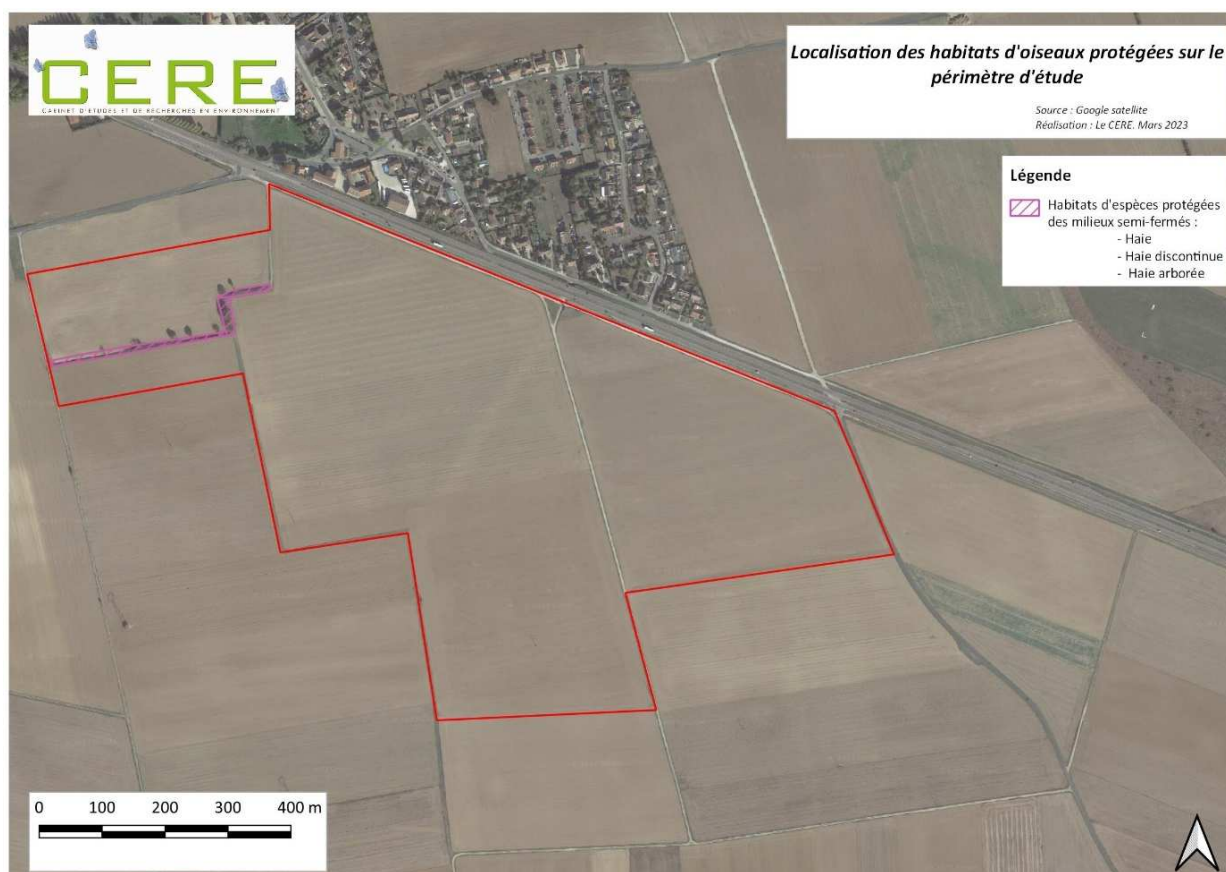 CERE
CABINET D'ETUDES ET DE RECHERCHES EN ENVIRONNEMENT
Localisation des habitats d'oiseaux protégées sur le
périmètre d'étude
Source : Google satellite
Réalisation : Le CERE. Mars 2023
Légende
Habitats d'espèces protégées
des milieux semi-fermés :
- Haie
- Haie discontinue
- Haie arborée
0 100 200 300 400 m